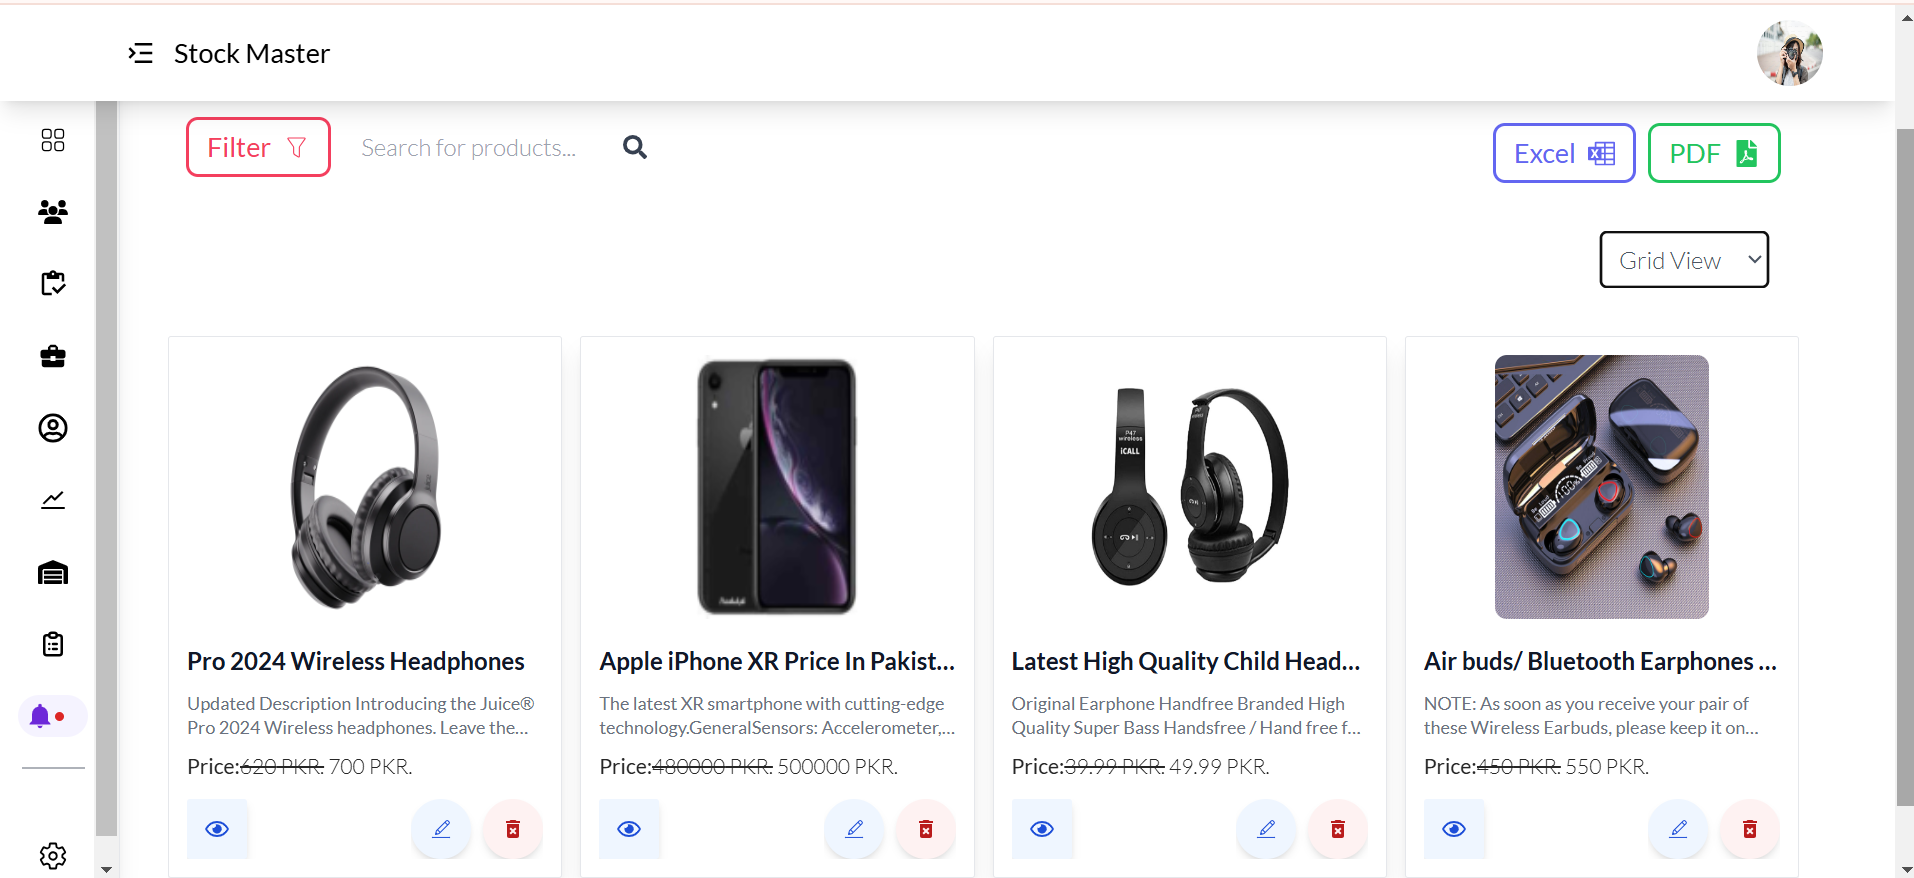 Stock Master
Filter
Search for products...
Excel
PDF
Grid View
P47
wireless
iCALL
100%
Pro 2024 Wireless Headphones
Updated Description Introducing the Juice®
Pro 2024 Wireless headphones. Leave the...
Price:620 PKR. 700 PKR.
Apple iPhone XR Price In Pakist...
The latest XR smartphone with cutting-edge
technology.GeneralSensors: Accelerometer,...
Price:480000 PKR. 500000 PKR.
Latest High Quality Child Head...
Original Earphone Handfree Branded High
Quality Super Bass Handsfree / Hand free f...
Price:39.99 PKR. 49.99 PKR.
Air buds/ Bluetooth Earphones ...
NOTE: As soon as you receive your pair of
these Wireless Earbuds, please keep it on...
Price:450 PKR. 550 PKR.